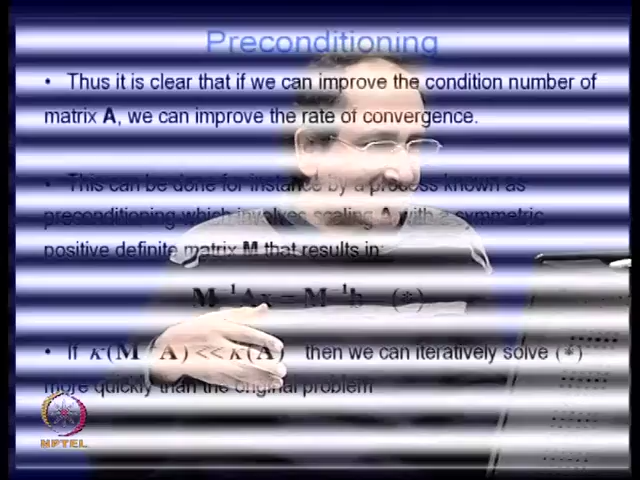 Preconditioning
• Thus it is clear that if we can improve the condition number of
matrix A, we can improve the rate of convergence.
• This can be done for instance by a process known as
preconditioning which involves scaling A with a symmetric
positive definite matrix M that results in:
M⁻¹Ax = M⁻¹b – (*)
• If κ(M⁻¹A) << κ(A) then we can iteratively solve (*)
more quickly than the original problem
NPTEL